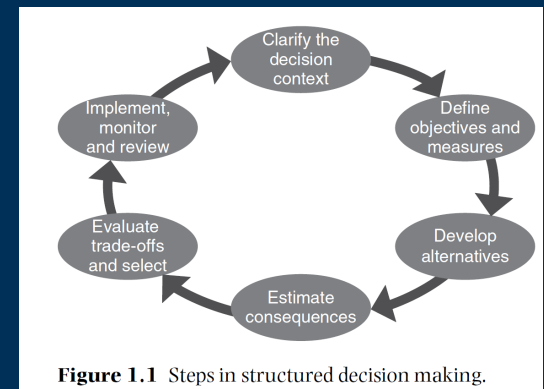 Clarify the
decision
context
Define
objectives and
measures
Develop
alternatives
Estimate
consequences
Evaluate
trade-offs
and select
Implement,
monitor
and review
Figure 1.1 Steps in structured decision making.